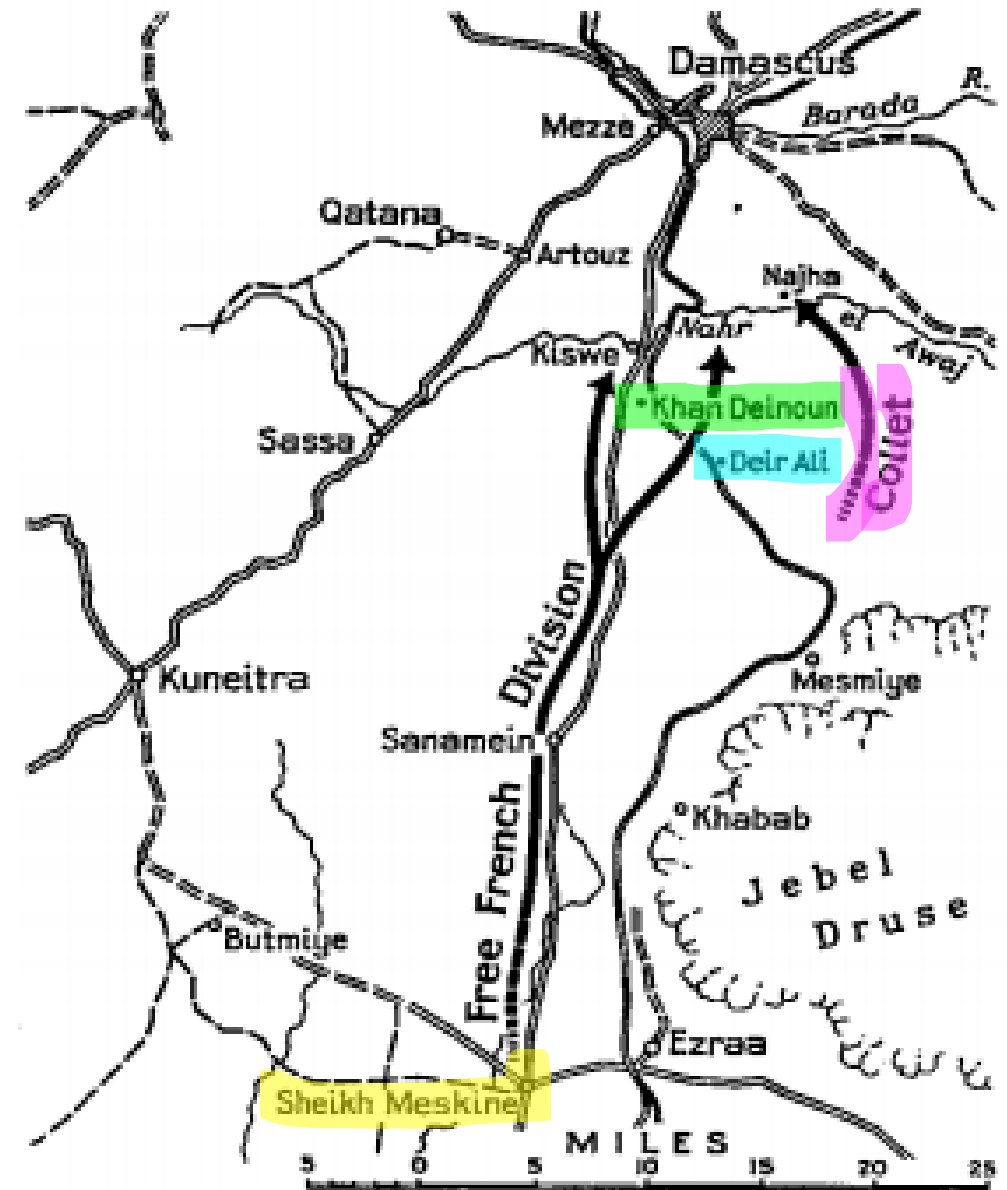 Damascus
R.
Barada
Mezze
Qatana
Artouz
Najha
Nahr
el
Awaj
Kiswe
Khan Deinoun
Collet
Sassa
Deir Ali
Division
Kuneitra
Mesmiye
Sanamein
Khabab
Free French
Jebel
Druse
Butmiye
Ezraa
Sheikh Meskine
MILES
5 0 5 10 15 20 25